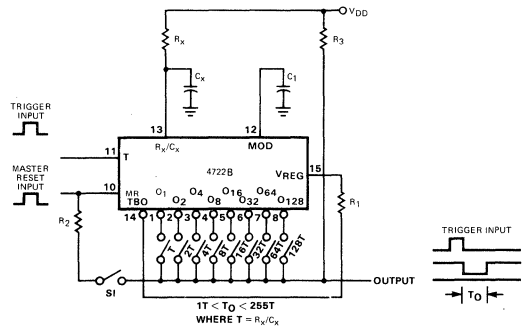 VDD
Rx
R3
Cx
C1
TRIGGER
INPUT
13
12
Rx/Cx
MOD
11
T
4722B
VREG
15
MASTER
RESET
INPUT
10
MR
O1
O4
O16
O64
TBO
O2
O8
O32
O128
R1
R2
14
1
2
3
4
5
6
7
8
T
2T
4T
8T
16T
32T
64T
128T
TRIGGER INPUT
SI
OUTPUT
TO
1T < TO < 255T
WHERE T = Rx/Cx